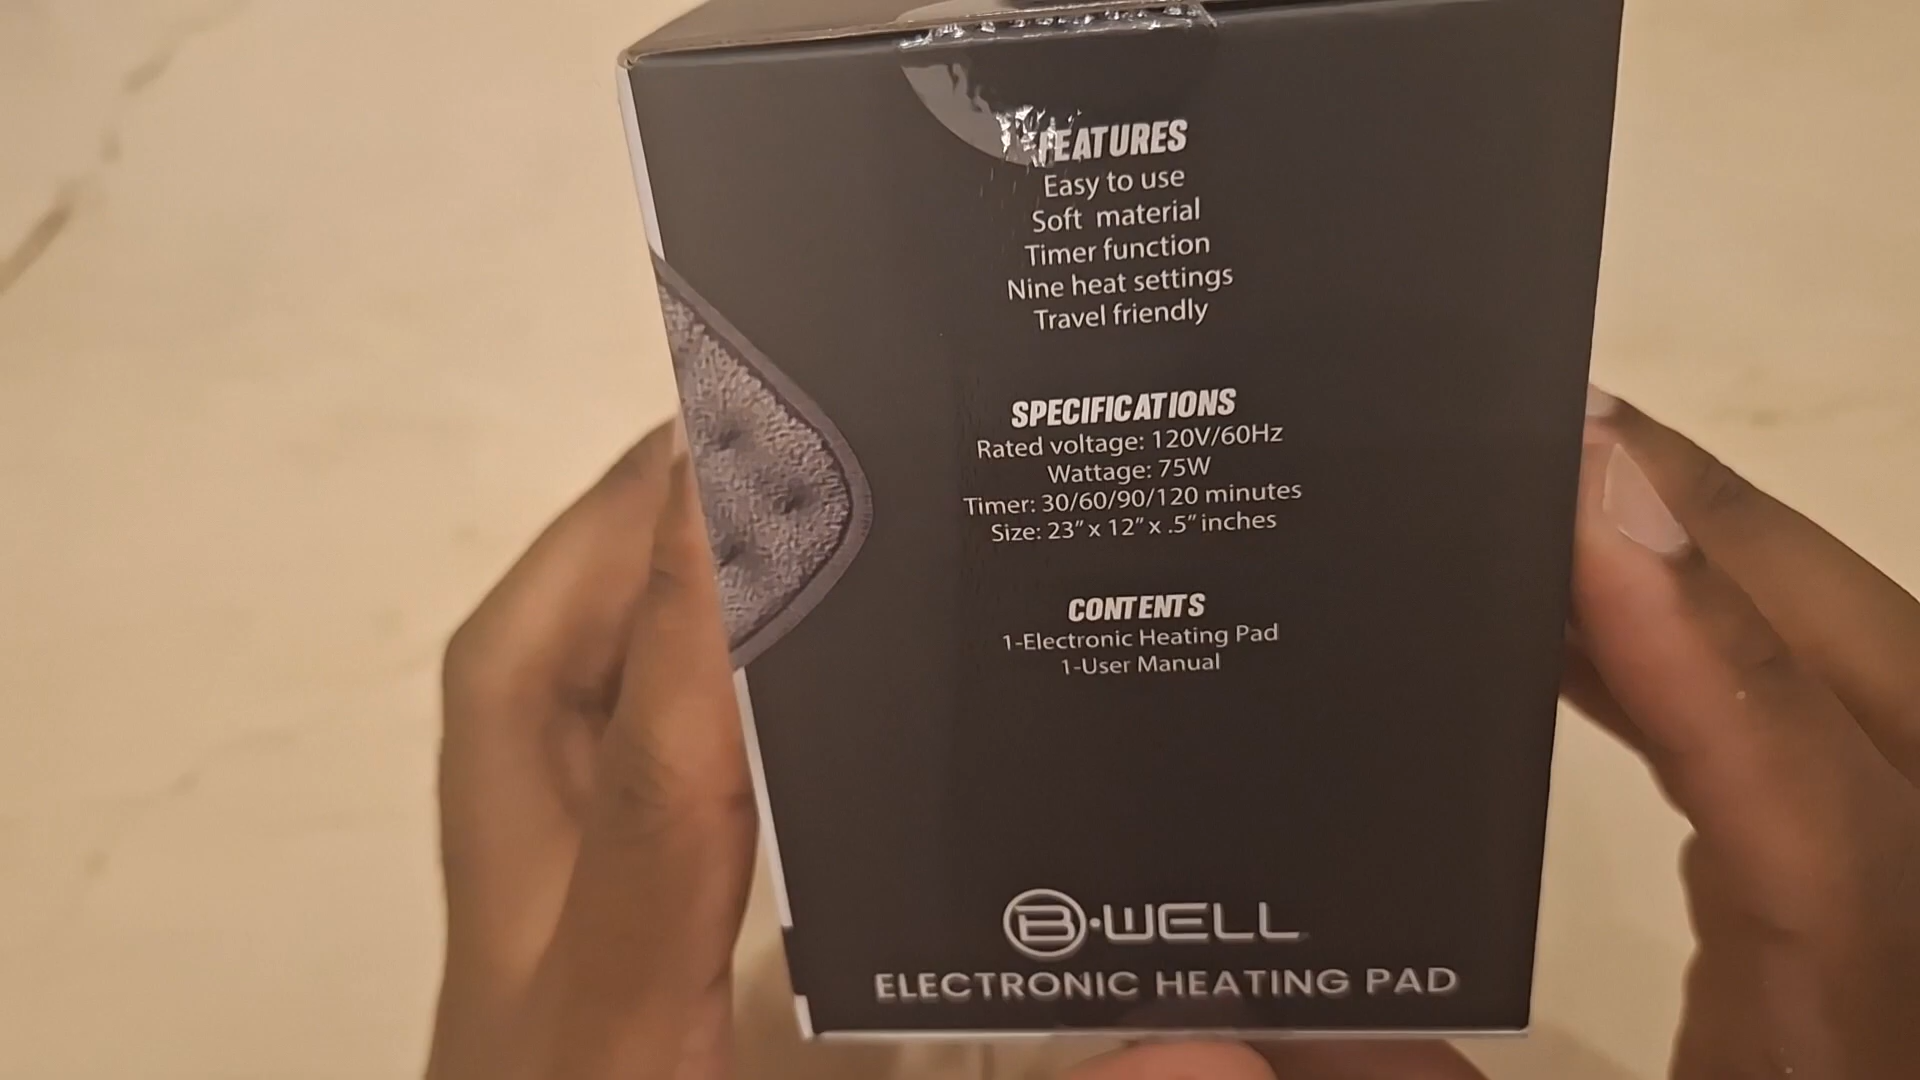 FEATURES
Easy to use
Soft material
Timer function
Nine heat settings
Travel friendly
SPECIFICATIONS
Rated voltage: 120V/60Hz
Wattage: 75W
Timer: 30/60/90/120 minutes
Size: 23” x 12” x .5” inches
CONTENTS
1-Electronic Heating Pad
1-User Manual
B·WELL
ELECTRONIC HEATING PAD